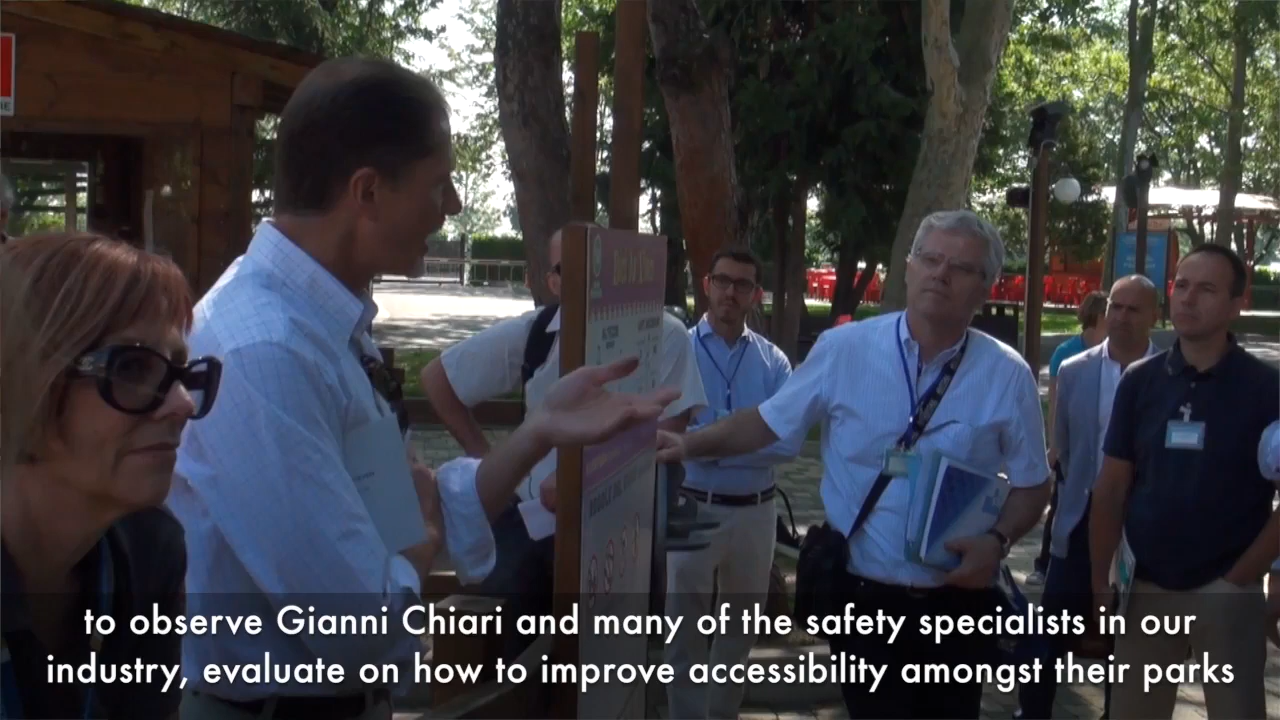 to observe Gianni Chiari and many of the safety specialists in our
industry, evaluate on how to improve accessibility amongst their parks